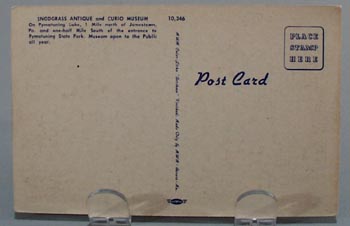 SNODGRASS ANTIQUE and CURIO MUSEUM 10,246
On Pymatuning Lake, 1 Mile north of Jamestown,
Pa. and one-half Mile South of the entrance to
Pymatuning State Park. Museum open to the Public
all year.
Post Card
PLACE
STAMP
HERE